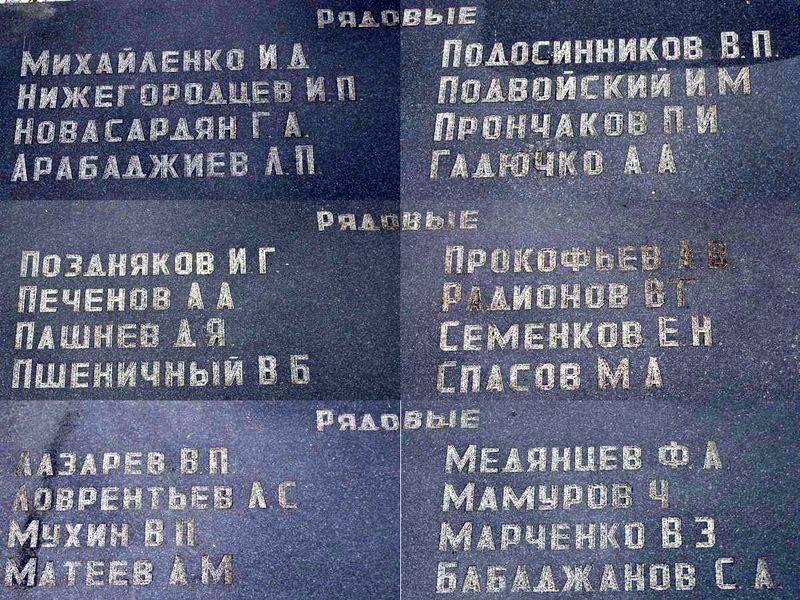 Рядовые
Михайленко И.Д
Нижегородцев И.П.
Новасардян Г.А.
Арабаджиев Л.П.
Подосинников В.П.
Подвойский И.М.
Прончаков П.И
Гадючко А.А
Рядовые
Поздняков И.Г
Печенов А.А
Пашнев Д.Я.
Пшеничный В.Б
Прокофьев А.В
Радионов В.Т.
Семенков Е.Н
Спасов М.А
Рядовые
Лазарев В.П
Ловрентьев Л.С
Мухин В.П.
Матеев А.М.
Медянцев Ф.А
Мамуров Ч
Марченко В.З
Бабаджанов С.А.